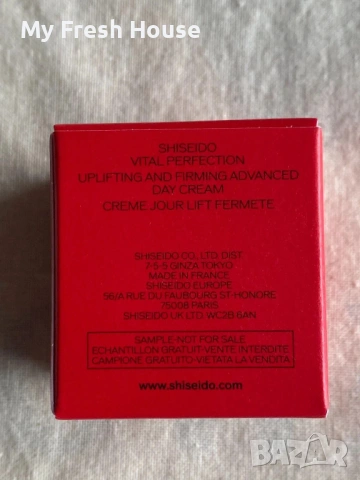 My Fresh House
SHISEIDO
VITAL PERFECTION
UPLIFTING AND FIRMING ADVANCED
DAY CREAM
CREME JOUR LIFT FERMETE
SHISEIDO CO., LTD. DIST.
7-5-5 GINZA TOKYO
MADE IN FRANCE
SHISEIDO EUROPE
56/A RUE DU FAUBOURG ST-HONORE
75008 PARIS
SHISEIDO UK LTD. WC2B 6AN
SAMPLE-NOT FOR SALE
ECHANTILLON GRATUIT-VENTE INTERDITE
CAMPIONE GRATUITO-VIETATA LA VENDITA
www.shiseido.com
BAZAR